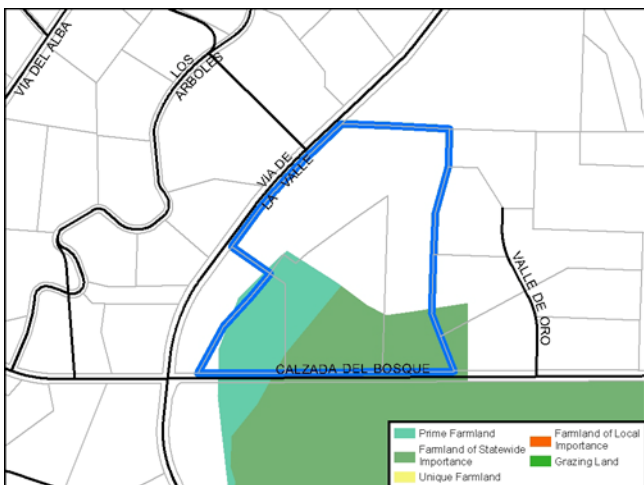 VIA DEL ALBA
LOS
ARBOLES
VIA DE
LA VALLE
VALLE DE ORO
CALZADA DEL BOSQUE
Prime Farmland
Farmland of Statewide
Importance
Unique Farmland
Farmland of Local
Importance
Grazing Land